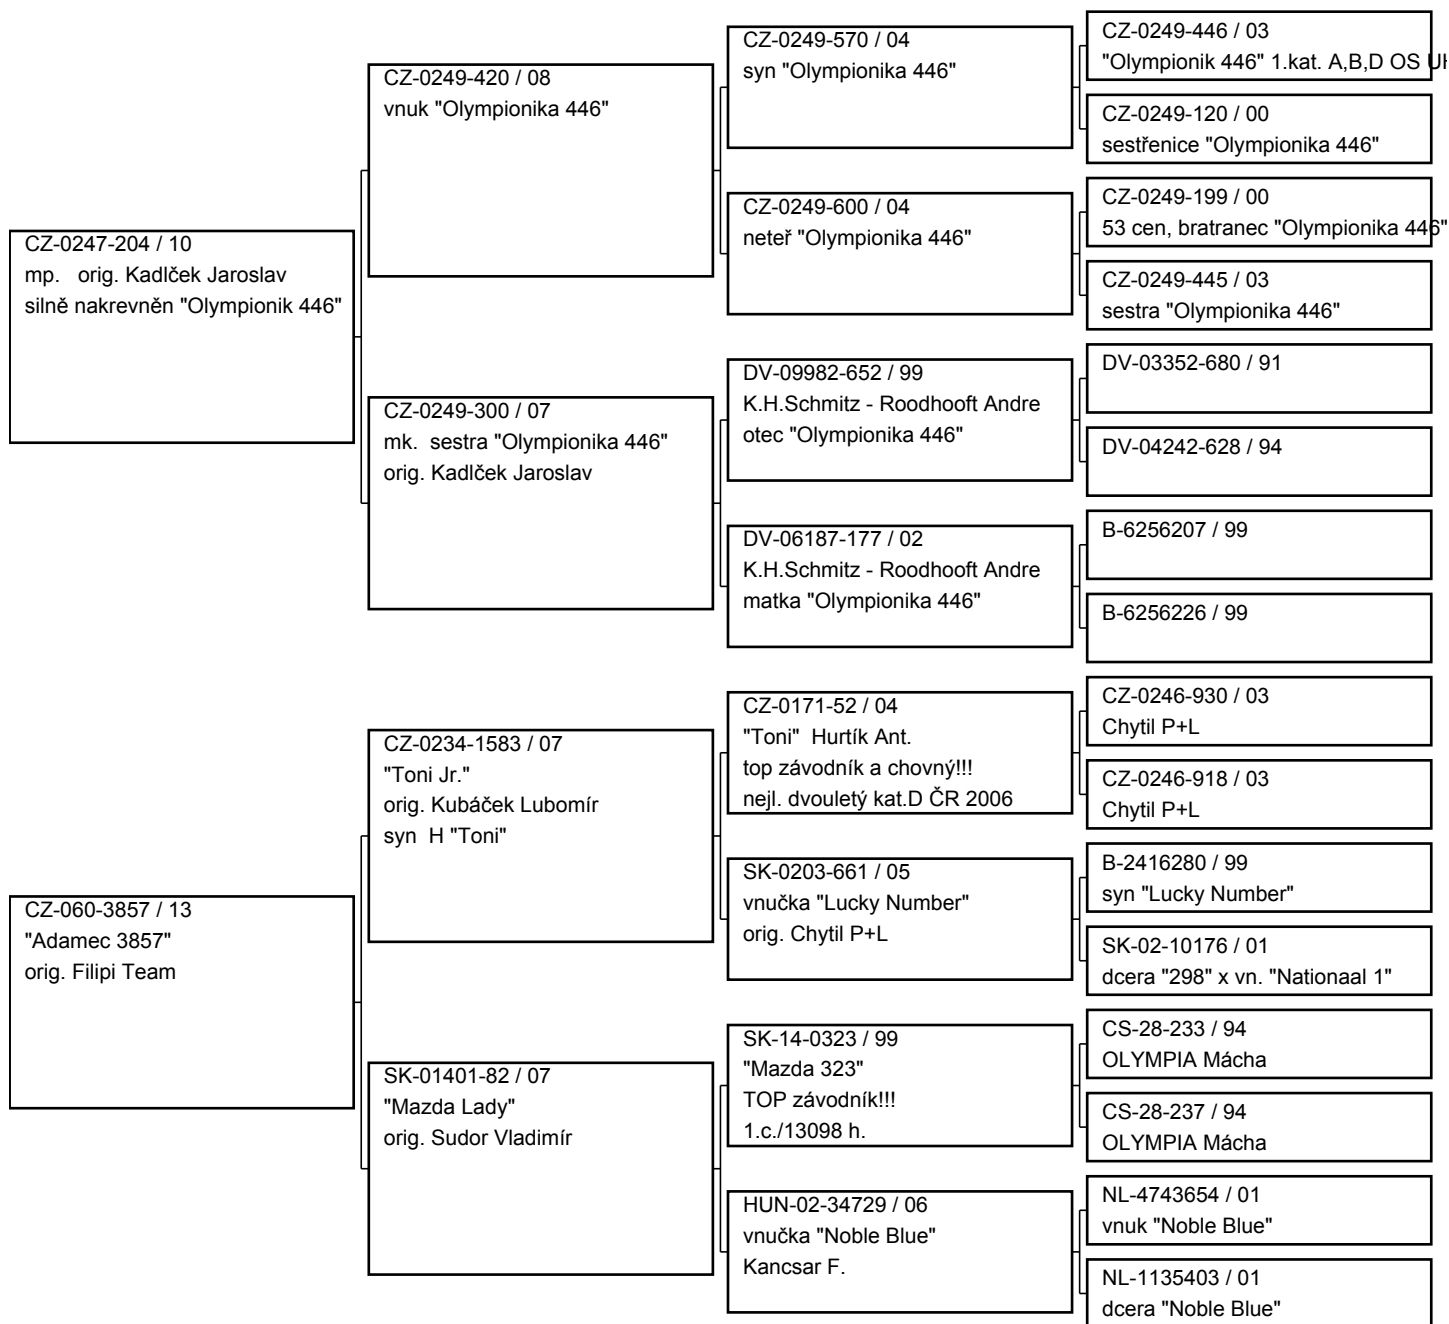 CZ-0247-204 / 10
mp.   orig. Kadlček Jaroslav
silně nakrevněn "Olympionik 446"
CZ-060-3857 / 13
"Adamec 3857"
orig. Filipi Team
CZ-0249-420 / 08
vnuk "Olympionika 446"
CZ-0249-300 / 07
mk.  sestra "Olympionika 446"
orig. Kadlček Jaroslav
CZ-0234-1583 / 07
"Toni Jr."
orig. Kubáček Lubomír
syn  H "Toni"
SK-01401-82 / 07
"Mazda Lady"
orig. Sudor Vladimír
CZ-0249-570 / 04
syn "Olympionika 446"
CZ-0249-600 / 04
neteř "Olympionika 446"
DV-09982-652 / 99
K.H.Schmitz - Roodhooft Andre
otec "Olympionika 446"
DV-06187-177 / 02
K.H.Schmitz - Roodhooft Andre
matka "Olympionika 446"
CZ-0171-52 / 04
"Toni"  Hurtík Ant.
top závodník a chovný!!!
nejl. dvouletý kat.D ČR 2006
SK-0203-661 / 05
vnučka "Lucky Number"
orig. Chytil P+L
SK-14-0323 / 99
"Mazda 323"
TOP závodník!!!
1.c./13098 h.
HUN-02-34729 / 06
vnučka "Noble Blue"
Kancsar F.
CZ-0249-446 / 03
"Olympionik 446" 1.kat. A,B,D OS
CZ-0249-120 / 00
sestřenice "Olympionika 446"
CZ-0249-199 / 00
53 cen, bratranec "Olympionika 446"
CZ-0249-445 / 03
sestra "Olympionika 446"
DV-03352-680 / 91
DV-04242-628 / 94
B-6256207 / 99
B-6256226 / 99
CZ-0246-930 / 03
Chytil P+L
CZ-0246-918 / 03
Chytil P+L
B-2416280 / 99
syn "Lucky Number"
SK-02-10176 / 01
dcera "298" x vn. "Nationaal 1"
CS-28-233 / 94
OLYMPIA Mácha
CS-28-237 / 94
OLYMPIA Mácha
NL-4743654 / 01
vnuk "Noble Blue"
NL-1135403 / 01
dcera "Noble Blue"